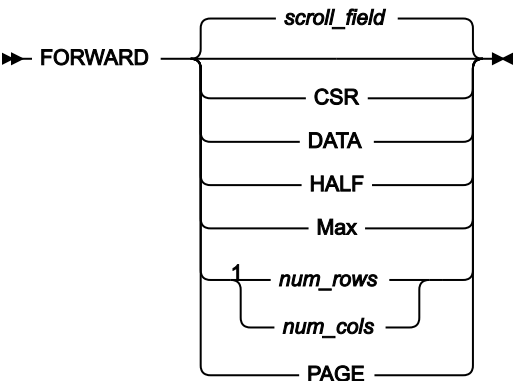 scroll_field
FORWARD
CSR
DATA
HALF
Max
1
num_rows
num_cols
PAGE